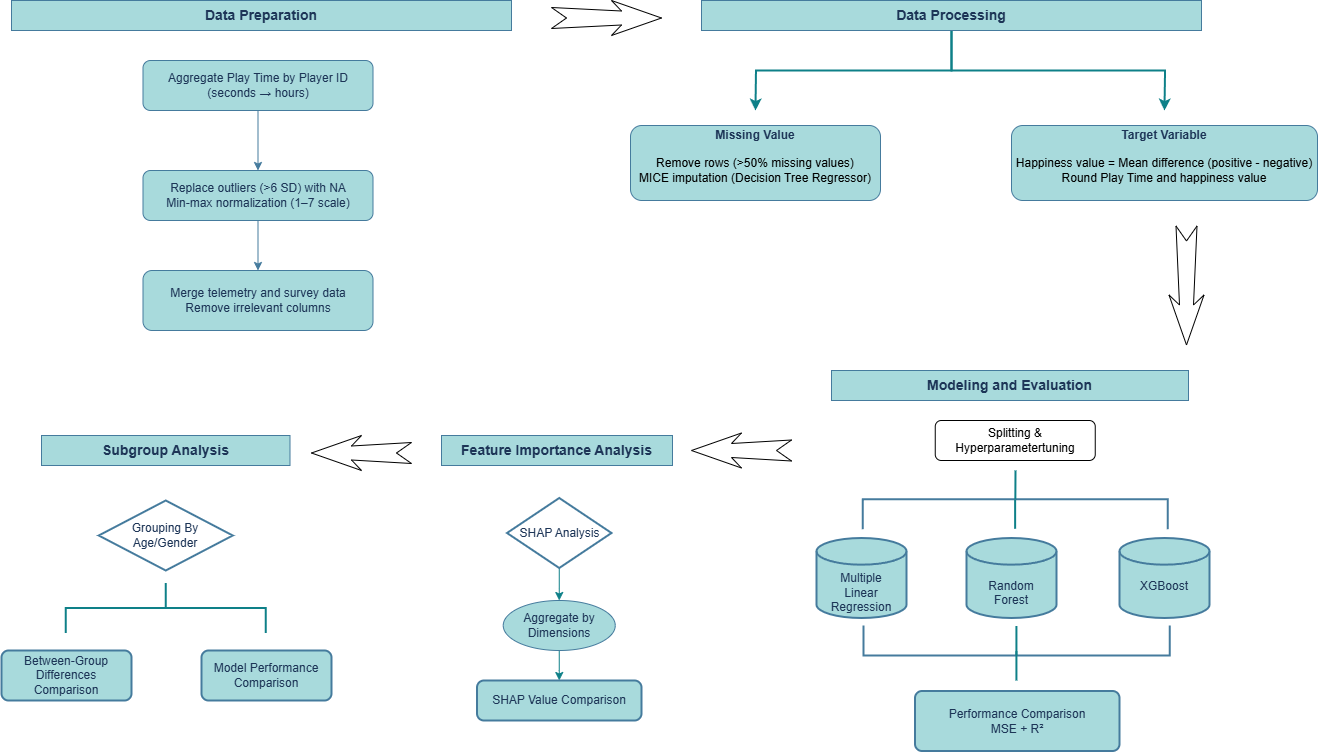 Data Preparation
Aggregate Play Time by Player ID
(seconds → hours)
Replace outliers (>6 SD) with NA
Min-max normalization (1–7 scale)
Merge telemetry and survey data
Remove irrelevant columns
Data Processing
Missing Value
Remove rows (>50% missing values)
MICE imputation (Decision Tree Regressor)
Target Variable
Happiness value = Mean difference (positive - negative)
Round Play Time and happiness value
Modeling and Evaluation
Splitting &
Hyperparametertuning
Multiple
Linear
Regression
Random
Forest
XGBoost
Performance Comparison
MSE + R²
Feature Importance Analysis
SHAP Analysis
Aggregate by
Dimensions
SHAP Value Comparison
Subgroup Analysis
Grouping By
Age/Gender
Between-Group
Differences
Comparison
Model Performance
Comparison